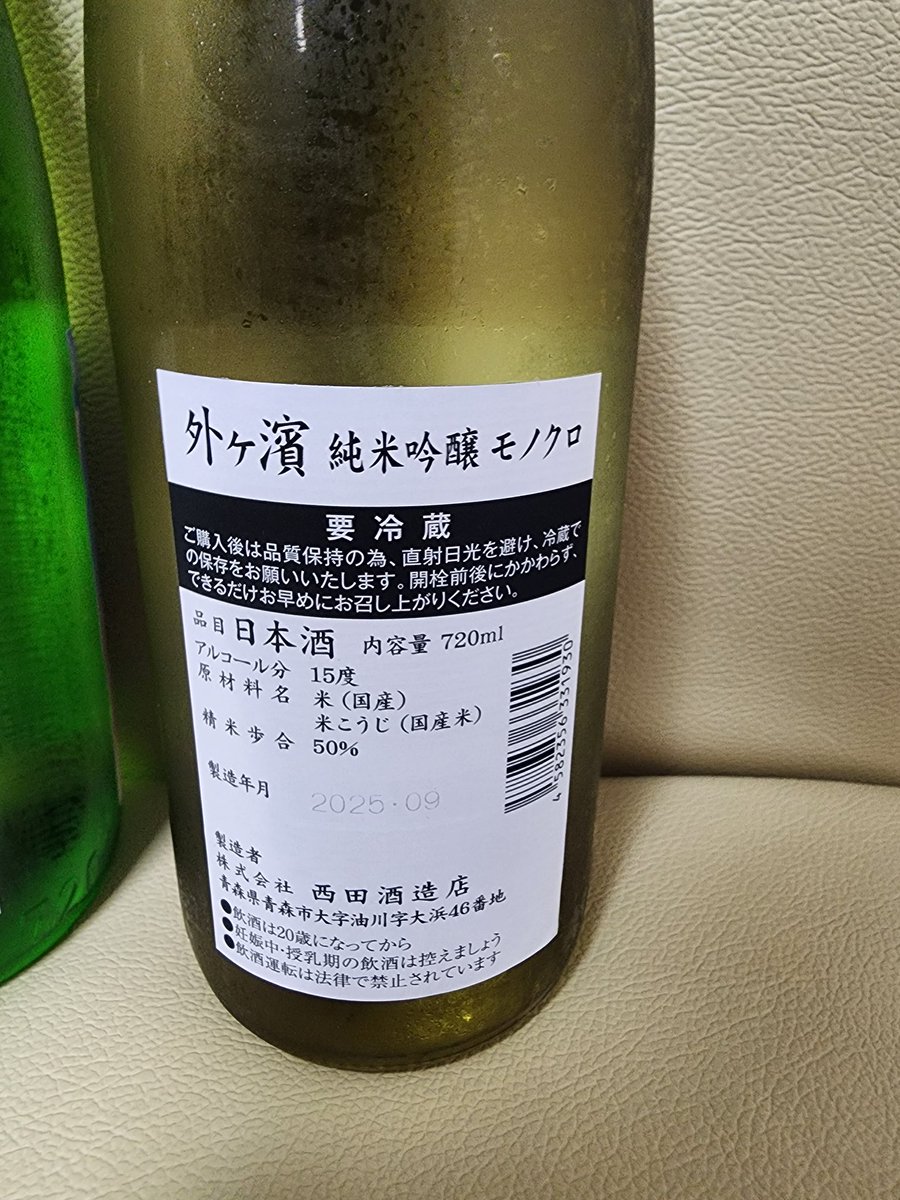 外ヶ濱 純米吟醸 モノクロ
要冷蔵
ご購入後は品質保持の為、直射日光を避け、冷蔵で
の保存をお願いいたします。開栓前後にかかわらず、
できるだけお早めにお召し上がりください。
品目 日本酒 内容量 720ml
アルコール分 15度
原材料名 米(国産)
米こうじ(国産米)
精米歩合 50%
製造年月 2025・09
4582356331930
製造者
株式会社 西田酒造店
青森県青森市大字油川字大浜46番地
●飲酒は20歳になってから
●妊娠中・授乳期の飲酒は控えましょう
●飲酒運転は法律で禁止されています